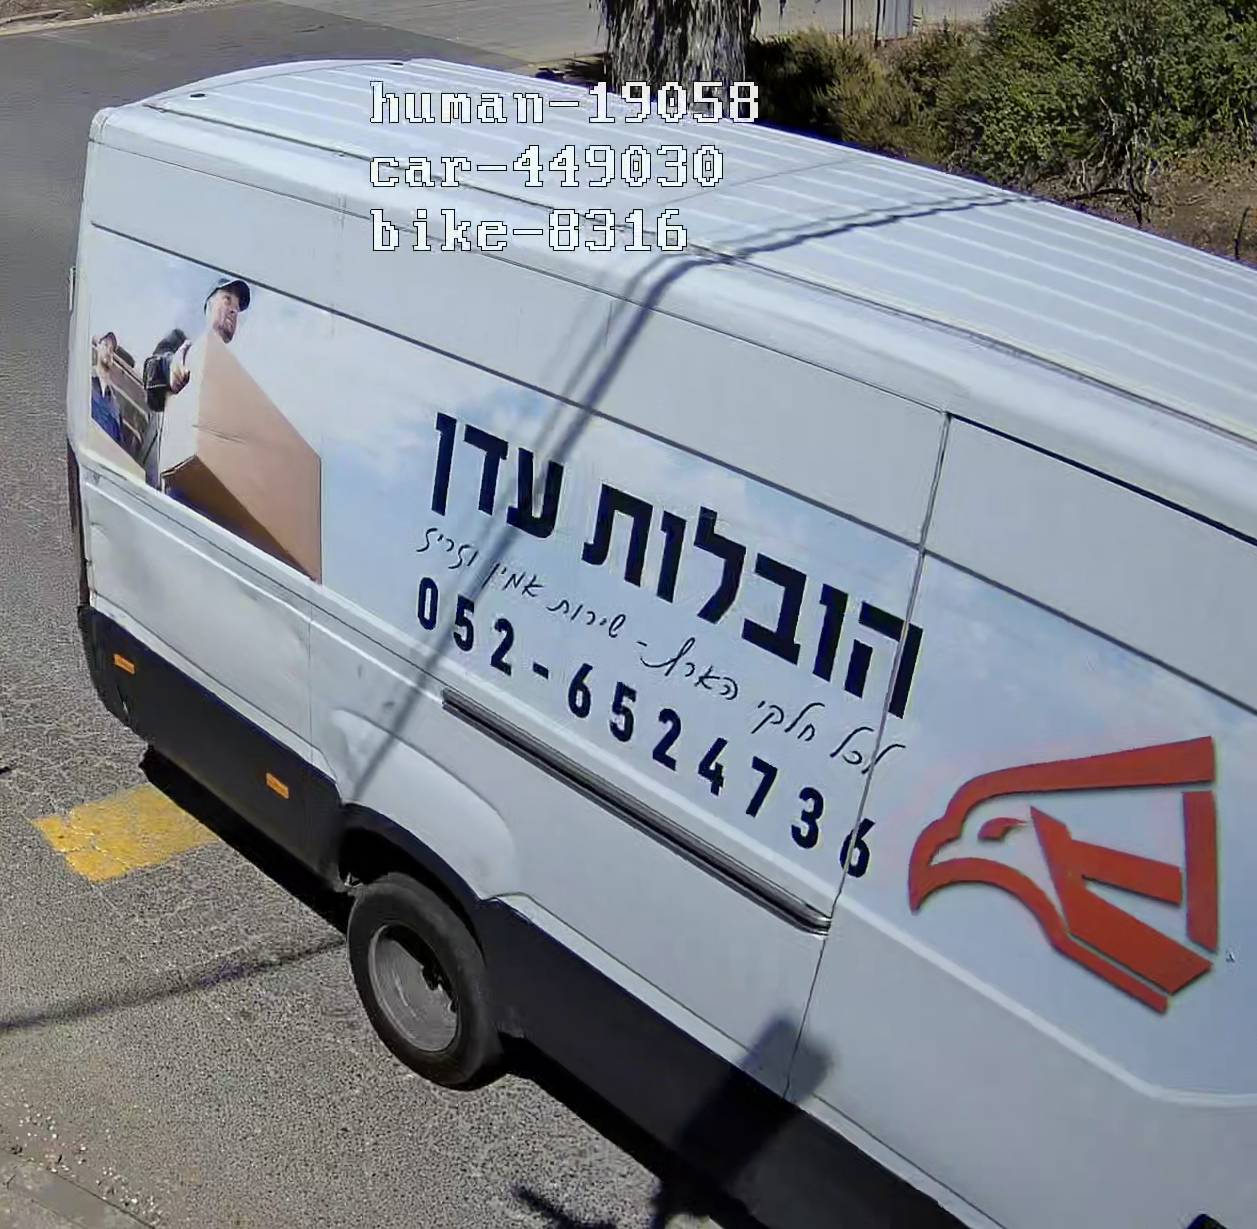 human-19058
car-449030
bike-8316
הובלות עדן
לכל חלקי הארץ - שירות אמין וזריז
052-6524736